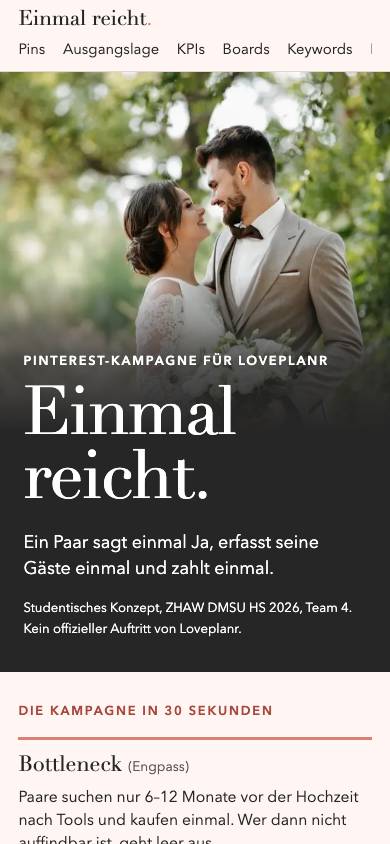 Einmal reicht.
Pins Ausgangslage KPIs Boards Keywords
PINTEREST-KAMPAGNE FÜR LOVEPLANR
Einmal
reicht.
Ein Paar sagt einmal Ja, erfasst seine
Gäste einmal und zahlt einmal.
Studentisches Konzept, ZHAW DMSU HS 2026, Team 4.
Kein offizieller Auftritt von Loveplanr.
DIE KAMPAGNE IN 30 SEKUNDEN
Bottleneck (Engpass)
Paare suchen nur 6–12 Monate vor der Hochzeit
nach Tools und kaufen einmal. Wer dann nicht
auffindbar ist, geht leer aus.